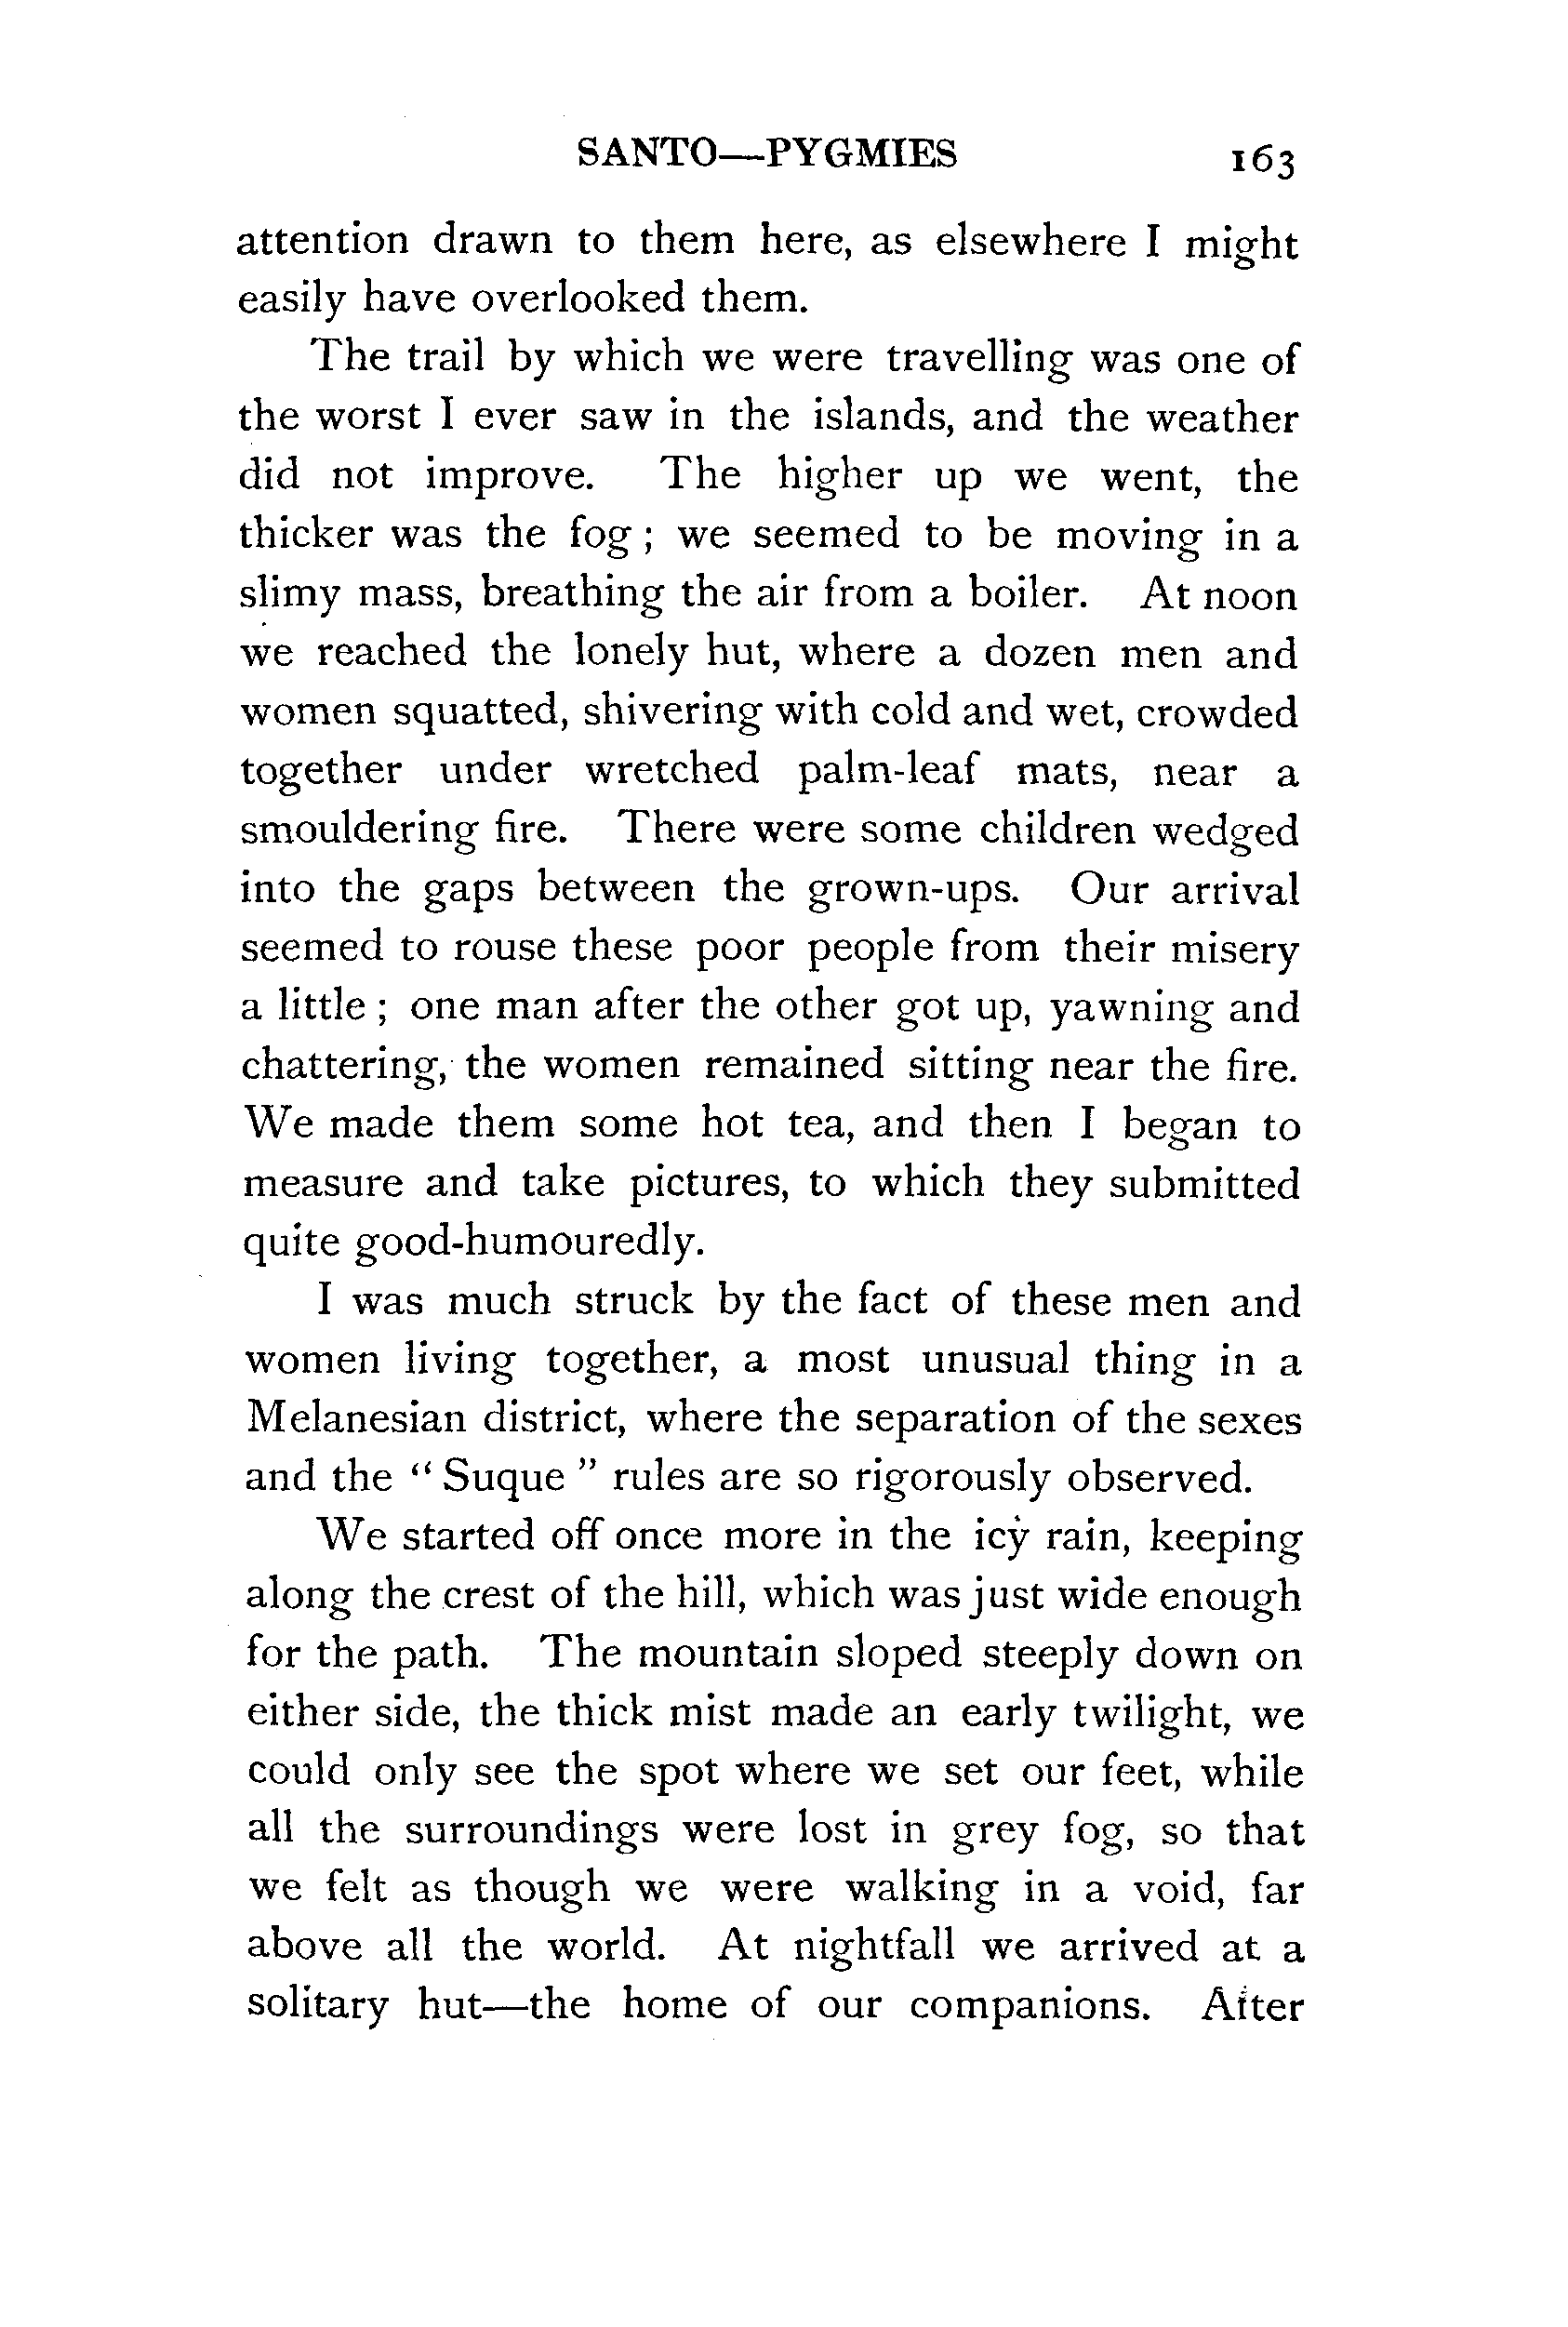 SANTO—PYGMIES 163
attention drawn to them here, as elsewhere I might
easily have overlooked them.
The trail by which we were travelling was one of
the worst I ever saw in the islands, and the weather
did not improve. The higher up we went, the
thicker was the fog ; we seemed to be moving in a
slimy mass, breathing the air from a boiler. At noon
we reached the lonely hut, where a dozen men and
women squatted, shivering with cold and wet, crowded
together under wretched palm-leaf mats, near a
smouldering fire. There were some children wedged
into the gaps between the grown-ups. Our arrival
seemed to rouse these poor people from their misery
a little ; one man after the other got up, yawning and
chattering, the women remained sitting near the fire.
We made them some hot tea, and then I began to
measure and take pictures, to which they submitted
quite good-humouredly.
I was much struck by the fact of these men and
women living together, a most unusual thing in a
Melanesian district, where the separation of the sexes
and the “ Suque ” rules are so rigorously observed.
We started off once more in the icy rain, keeping
along the crest of the hill, which was just wide enough
for the path. The mountain sloped steeply down on
either side, the thick mist made an early twilight, we
could only see the spot where we set our feet, while
all the surroundings were lost in grey fog, so that
we felt as though we were walking in a void, far
above all the world. At nightfall we arrived at a
solitary hut—the home of our companions. After